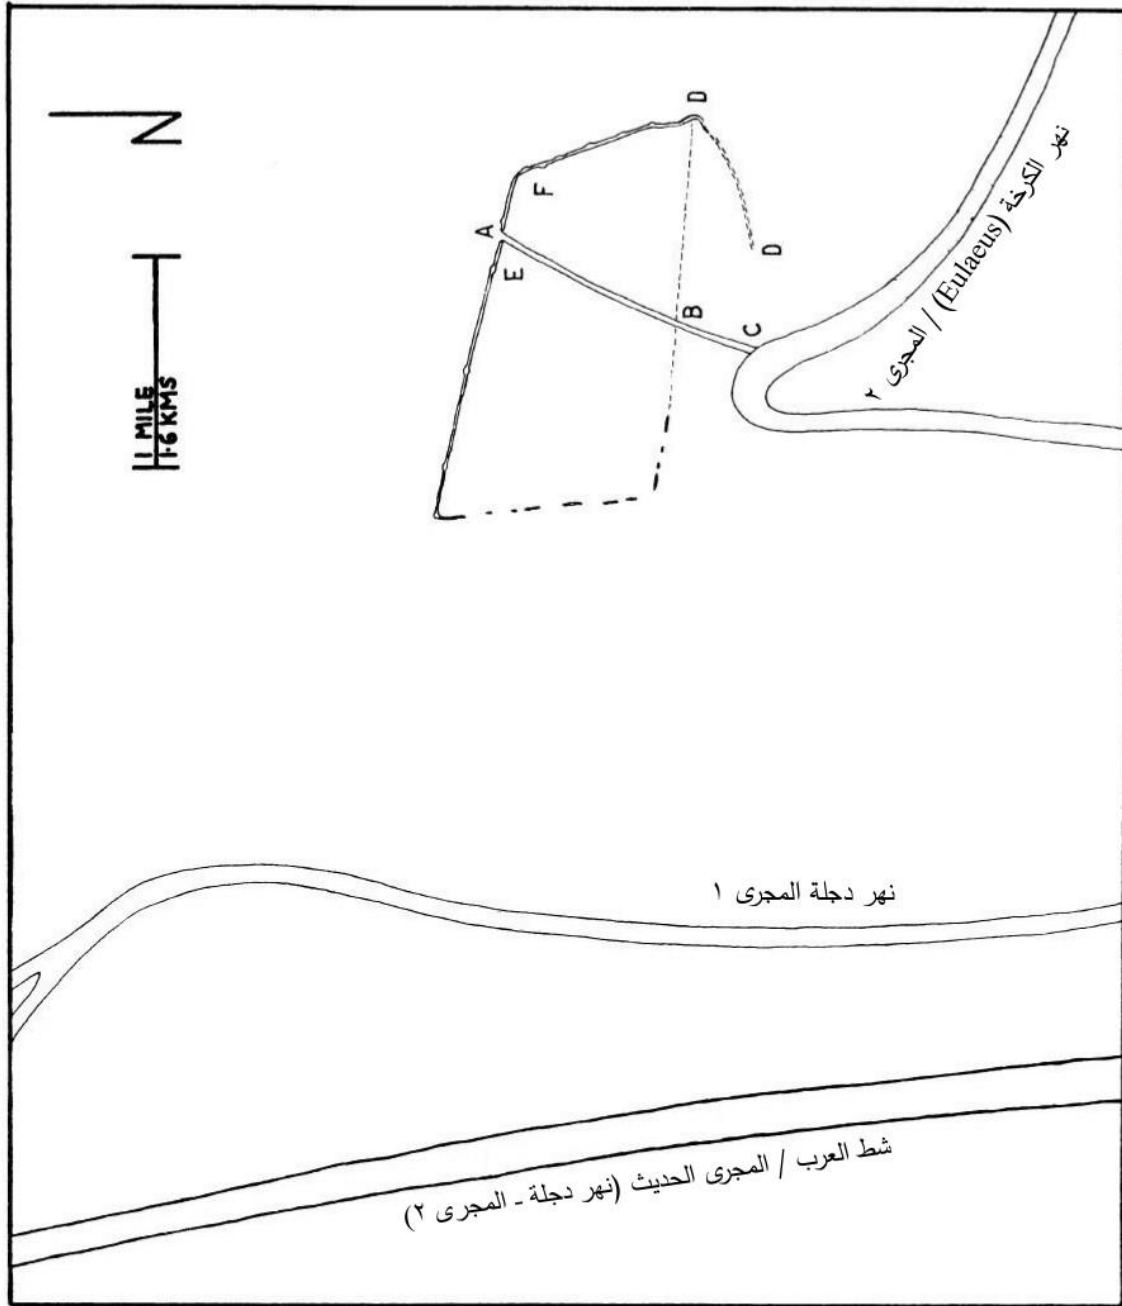 N
1 MILE
1.6 KMS
D
F
A
E
B
C
D
نهر الكرخة (Eulaeus) / المجرى ٢
نهر دجلة المجرى ١
شط العرب / المجرى الحديث (نهر دجلة - المجرى ٢)